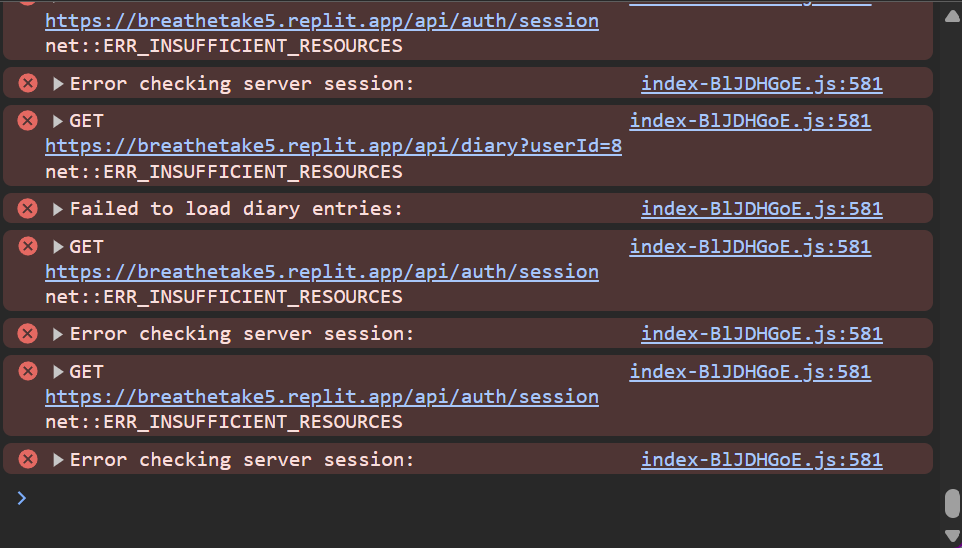 https://breathetake5.replit.app/api/auth/session
net::ERR_INSUFFICIENT_RESOURCES
Error checking server session: index-BlJDHGoE.js:581
GET index-BlJDHGoE.js:581
https://breathetake5.replit.app/api/diary?userId=8
net::ERR_INSUFFICIENT_RESOURCES
Failed to load diary entries: index-BlJDHGoE.js:581
GET index-BlJDHGoE.js:581
https://breathetake5.replit.app/api/auth/session
net::ERR_INSUFFICIENT_RESOURCES
Error checking server session: index-BlJDHGoE.js:581
GET index-BlJDHGoE.js:581
https://breathetake5.replit.app/api/auth/session
net::ERR_INSUFFICIENT_RESOURCES
Error checking server session: index-BlJDHGoE.js:581